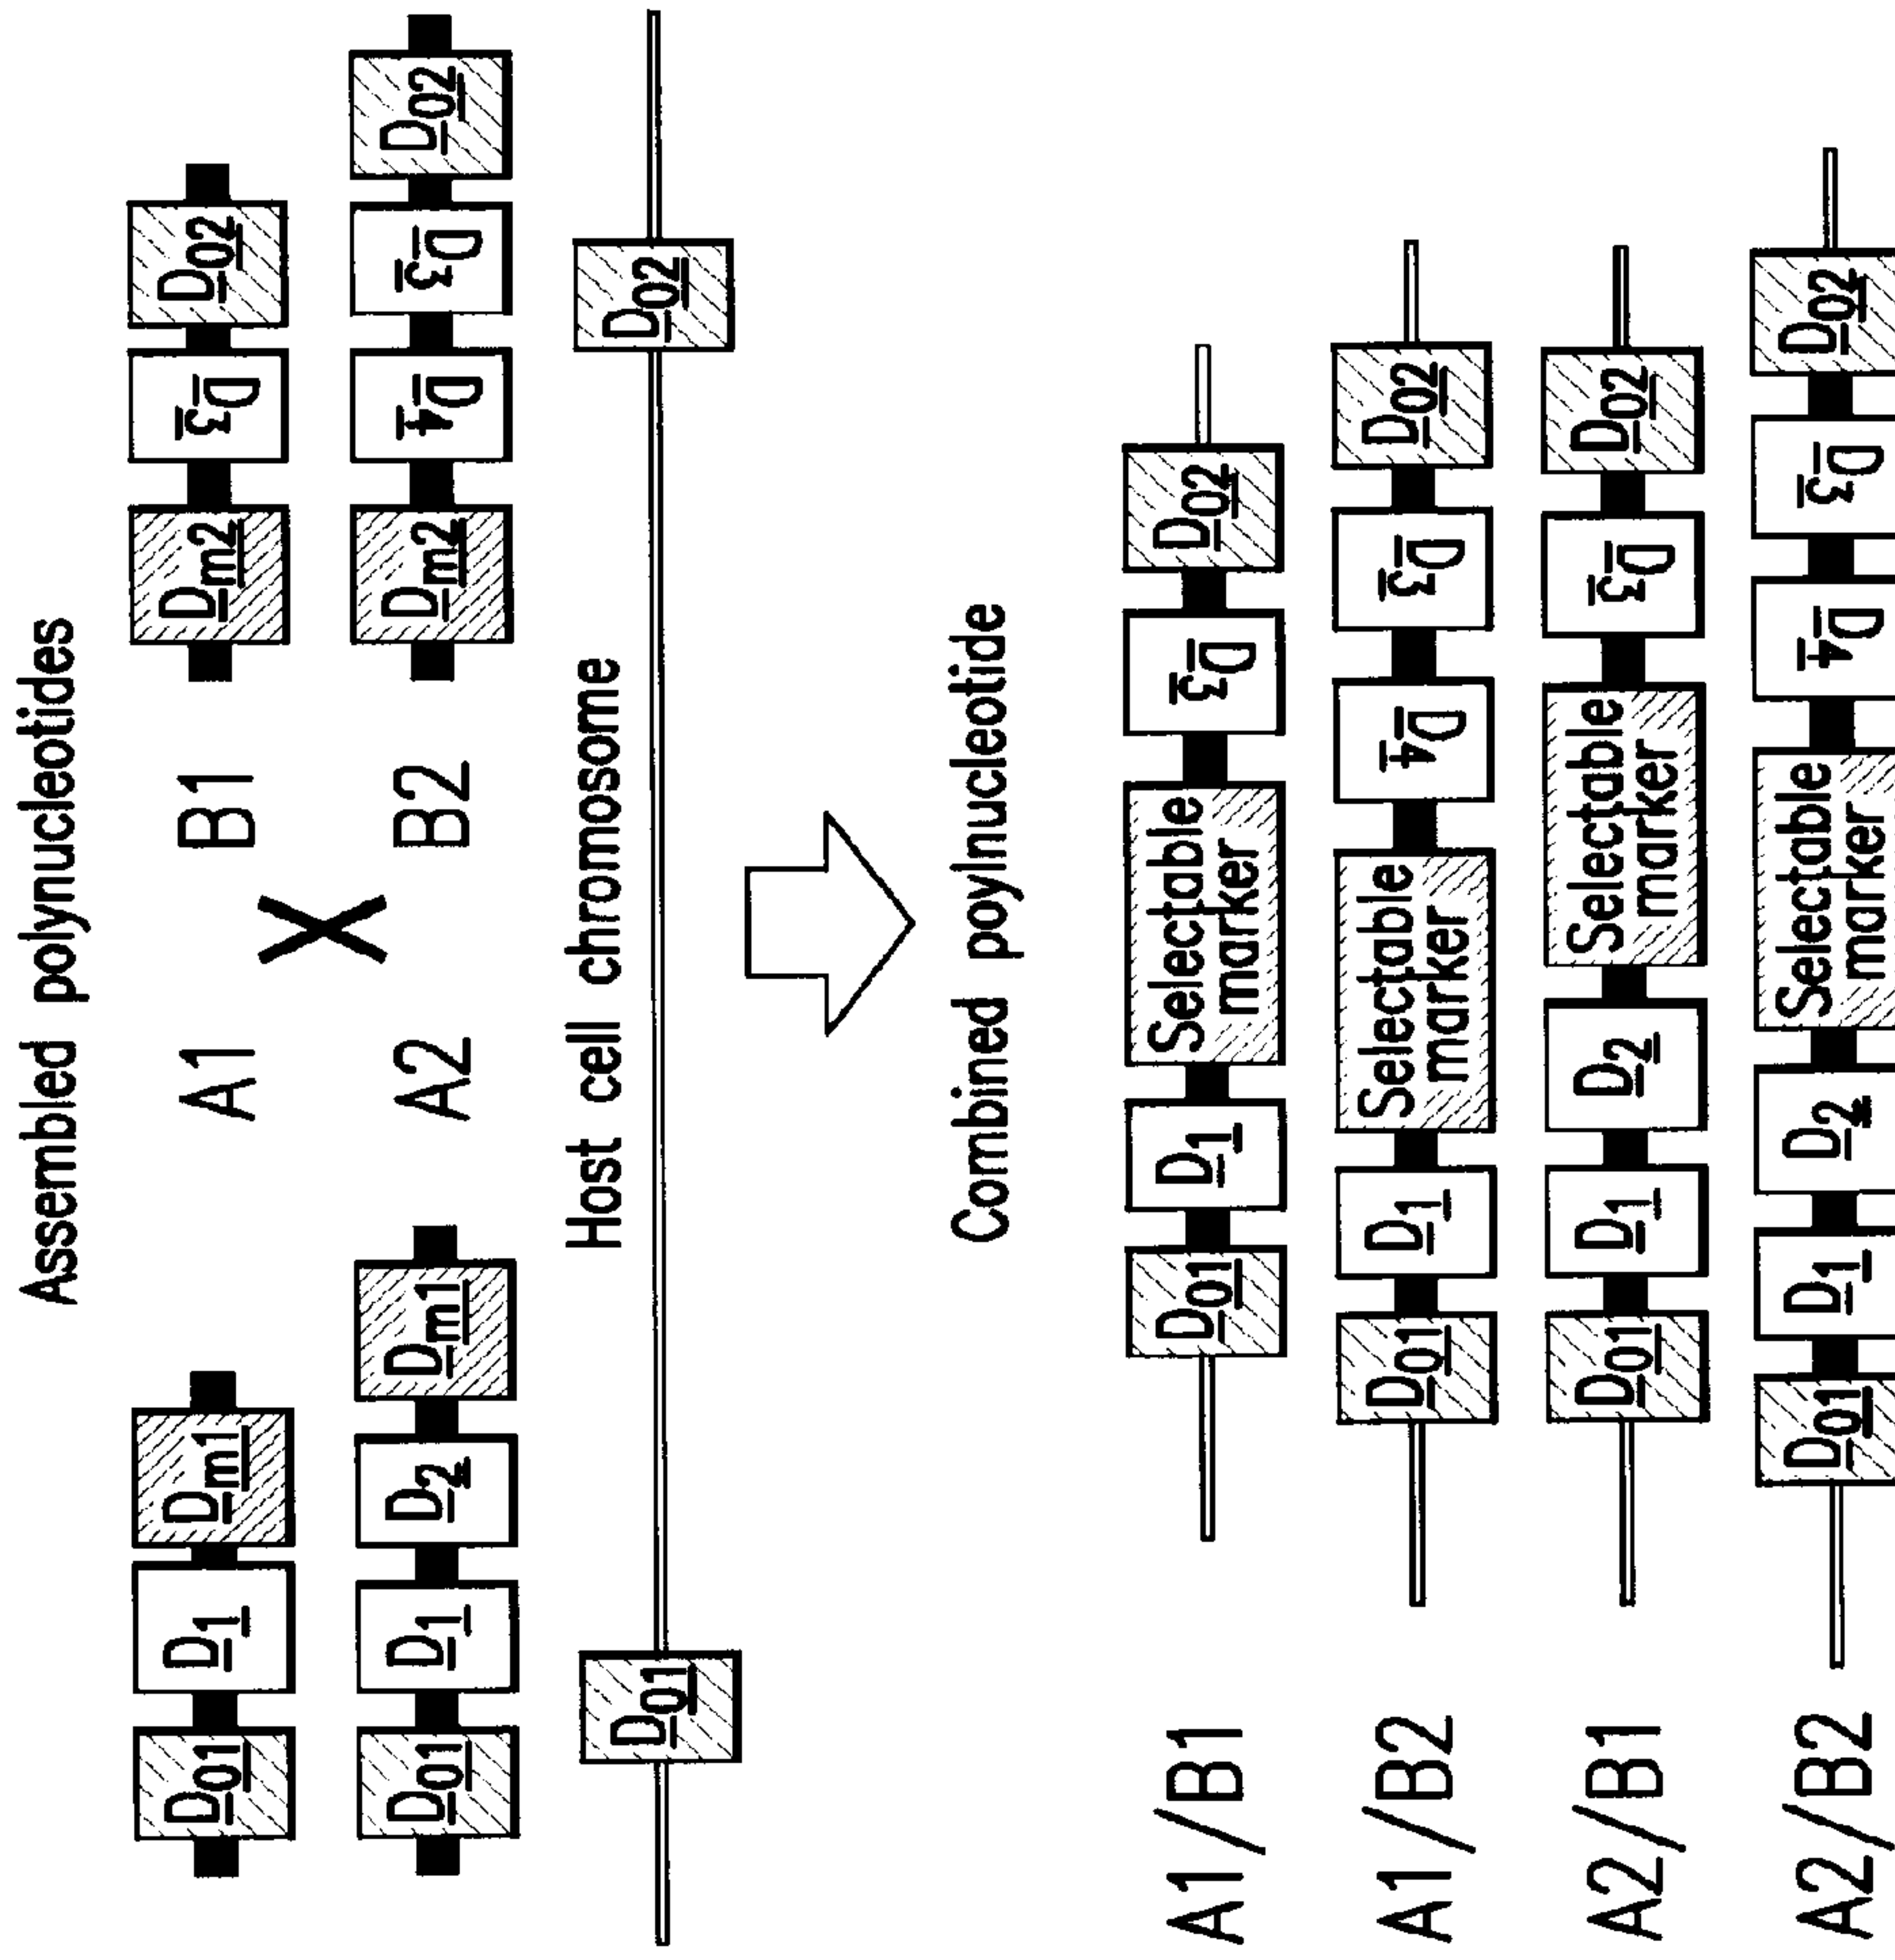 Assembled polynucleotides
D01 D1 Dm1 A1 B1 Dm2 D3 D02
X
D01 D1 D2 Dm1 A2 B2 Dm2 D4 D3 D02
Host cell chromosome
D01 D02
Combined poylnucleotide
A1/B1 D01 D1 Selectable marker D3 D02
A1/B2 D01 D1 Selectable marker D4 D3 D02
A2/B1 D01 D1 D2 Selectable marker D3 D02
A2/B2 D01 D1 D2 Selectable marker D4 D3 D02